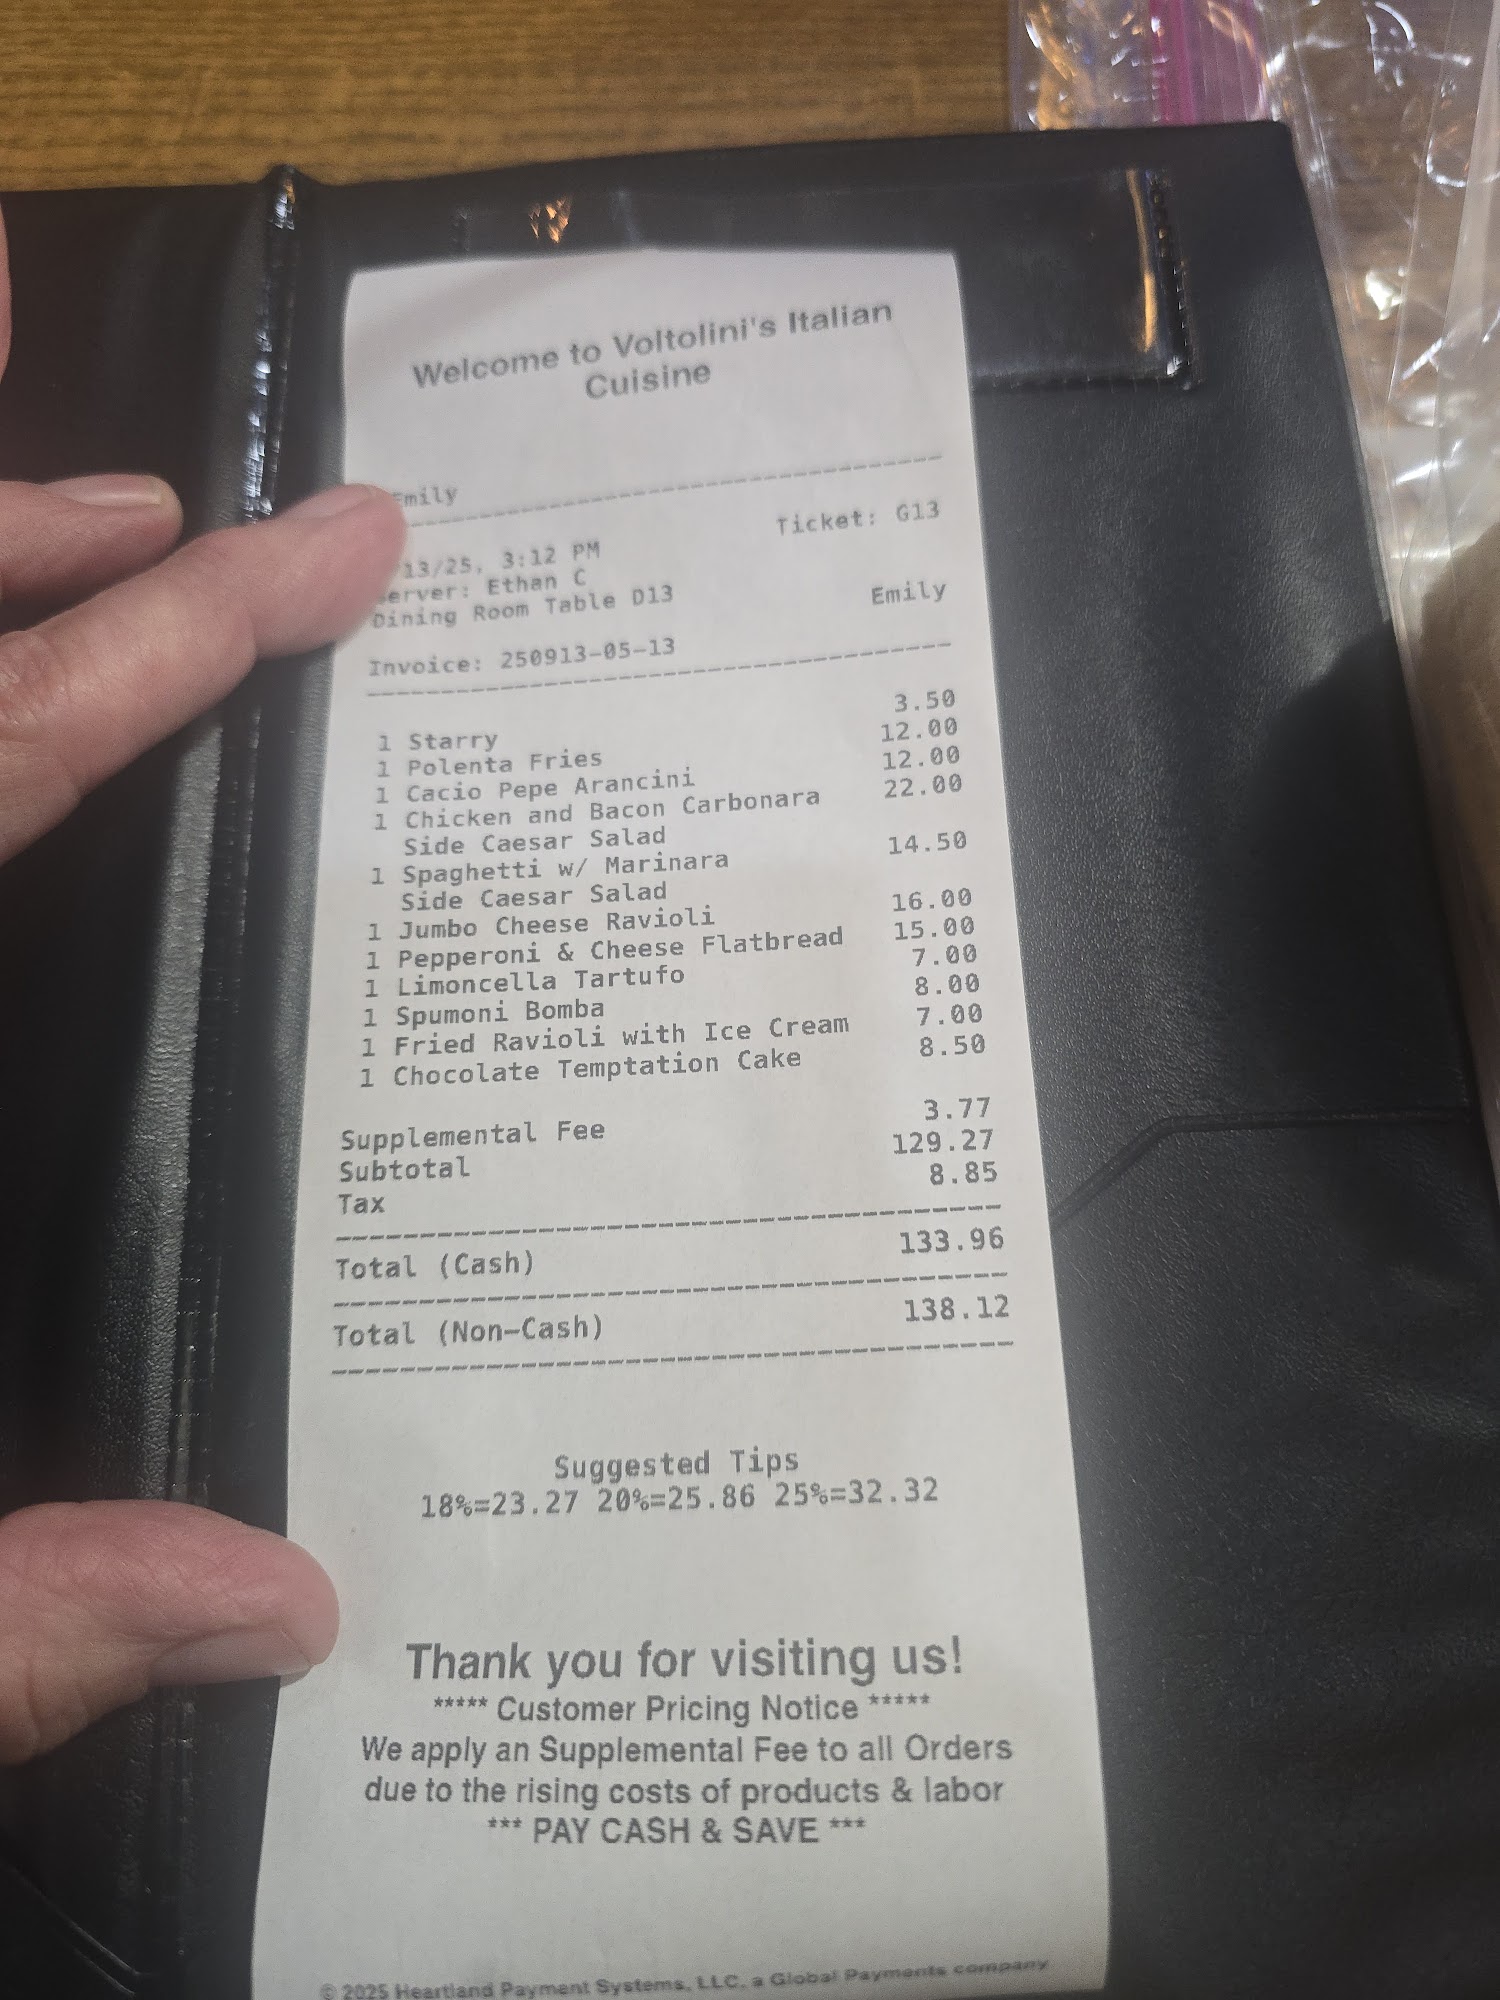 Welcome to Voltolini's Italian
Cuisine
Emily
Ticket: G13
13/25, 3:12 PM
erver: Ethan C
Dining Room Table D13 Emily
Invoice: 250913-05-13
1 Starry 3.50
1 Polenta Fries 12.00
1 Cacio Pepe Arancini 12.00
1 Chicken and Bacon Carbonara 22.00
Side Caesar Salad
1 Spaghetti w/ Marinara 14.50
Side Caesar Salad
1 Jumbo Cheese Ravioli 16.00
1 Pepperoni & Cheese Flatbread 15.00
1 Limoncella Tartufo 7.00
1 Spumoni Bomba 8.00
1 Fried Ravioli with Ice Cream 7.00
1 Chocolate Temptation Cake 8.50
Supplemental Fee 3.77
Subtotal 129.27
Tax 8.85
Total (Cash) 133.96
Total (Non-Cash) 138.12
Suggested Tips
18%=23.27 20%=25.86 25%=32.32
Thank you for visiting us!
***** Customer Pricing Notice *****
We apply an Supplemental Fee to all Orders
due to the rising costs of products & labor
*** PAY CASH & SAVE ***
© 2025 Heartland Payment Systems, LLC, a Global Payments company